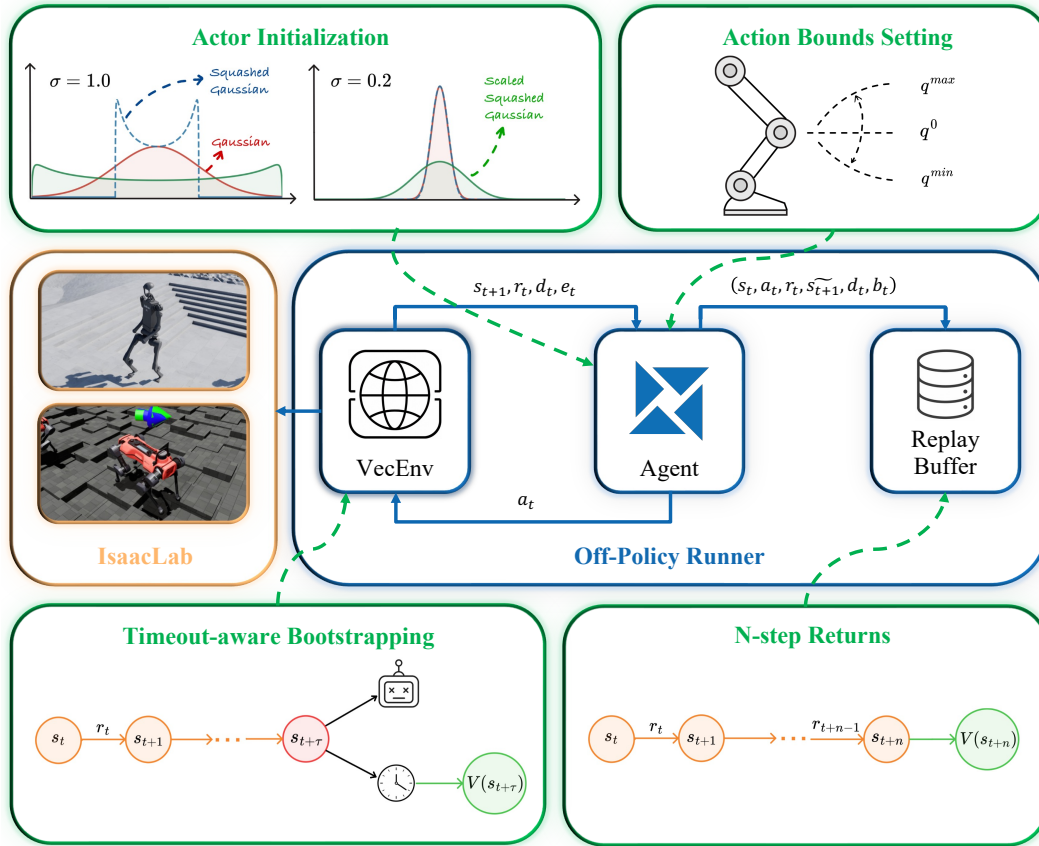 Actor Initialization
σ = 1.0
Squashed
Gaussian
Gaussian
σ = 0.2
Scaled
Squashed
Gaussian
Action Bounds Setting
q^{max}
q^0
q^{min}
IsaacLab
s_{t+1}, r_t, d_t, e_t
(s_t, a_t, r_t, \widetilde{s_{t+1}}, d_t, b_t)
VecEnv
Agent
Replay
Buffer
a_t
Off-Policy Runner
Timeout-aware Bootstrapping
s_t
r_t
s_{t+1}
...
s_{t+τ}
V(s_{t+τ})
N-step Returns
s_t
r_t
s_{t+1}
...
r_{t+n−1}
s_{t+n}
V(s_{t+n})